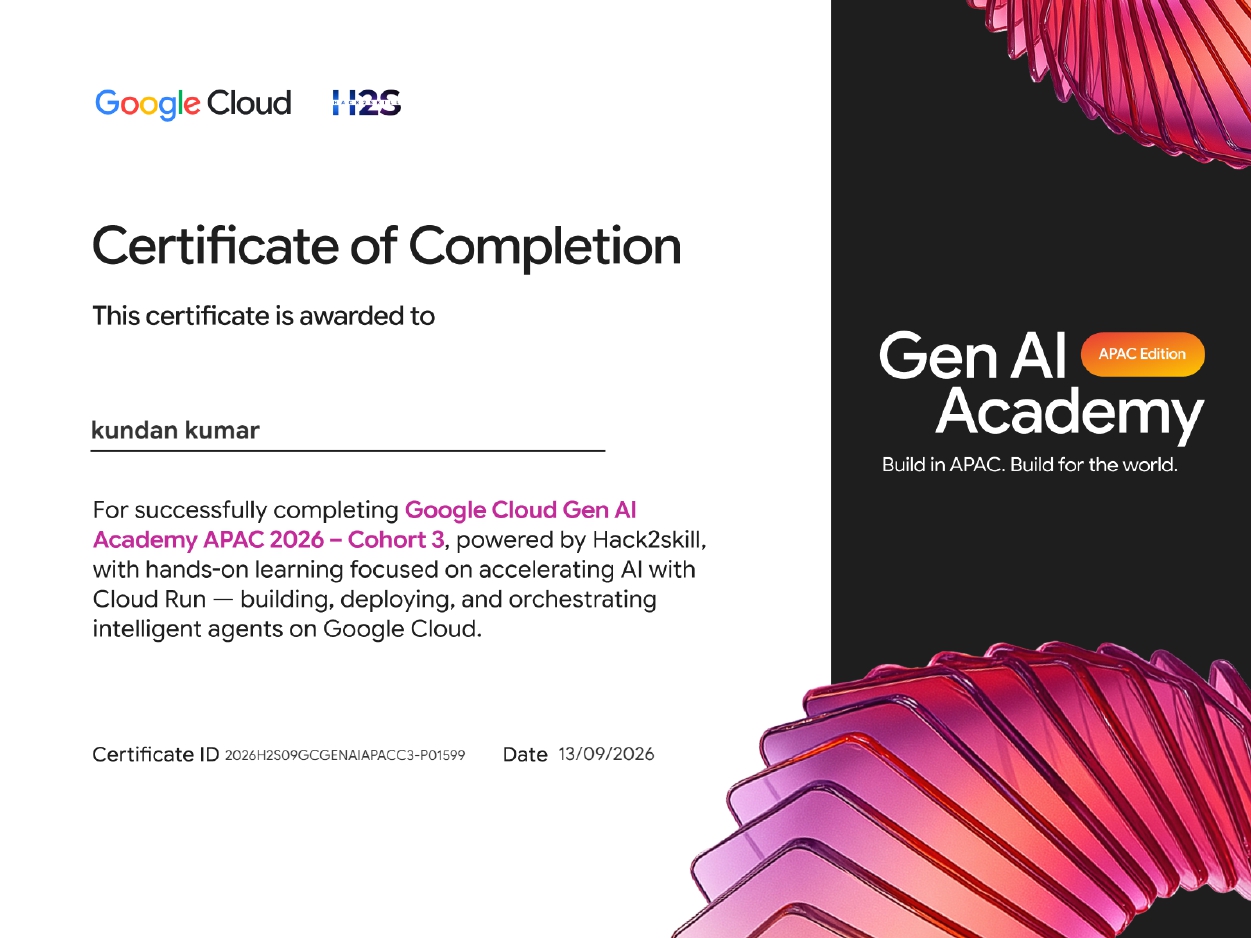 Google Cloud H2S
HACK2SKILL
Certificate of Completion
This certificate is awarded to
kundan kumar
For successfully completing Google Cloud Gen AI
Academy APAC 2026 – Cohort 3, powered by Hack2skill,
with hands-on learning focused on accelerating AI with
Cloud Run — building, deploying, and orchestrating
intelligent agents on Google Cloud.
Certificate ID 2026H2S09GCGENAIAPACC3-P01599 Date 13/09/2026
Gen AI APAC Edition
Academy
Build in APAC. Build for the world.